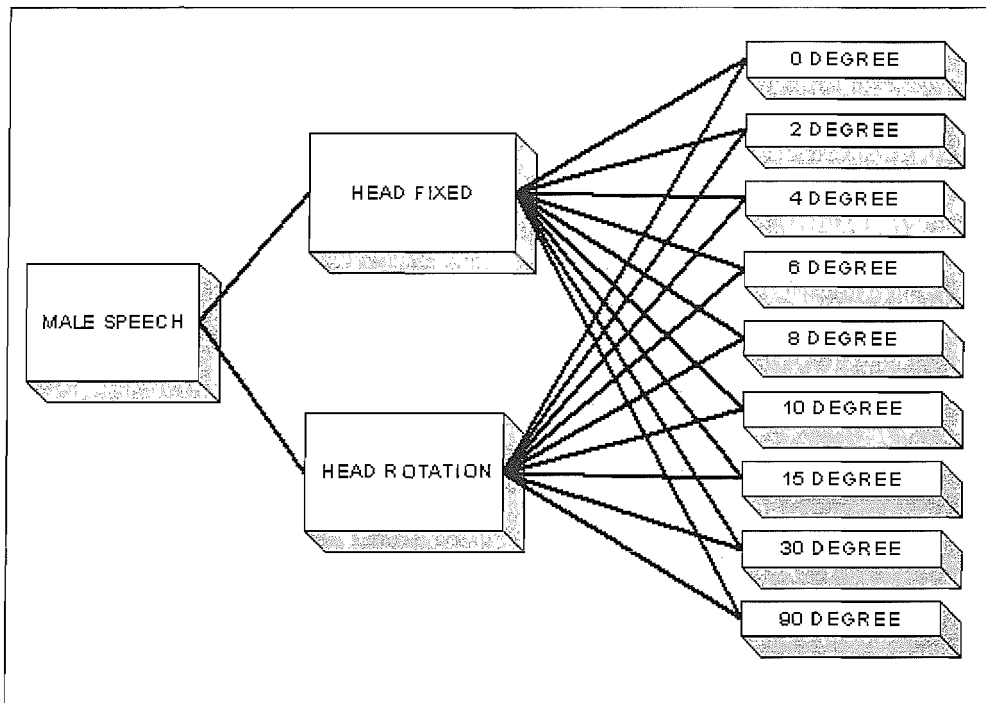 MALE SPEECH
HEAD FIXED
HEAD ROTATION
0 DEGREE
2 DEGREE
4 DEGREE
6 DEGREE
8 DEGREE
10 DEGREE
15 DEGREE
30 DEGREE
90 DEGREE